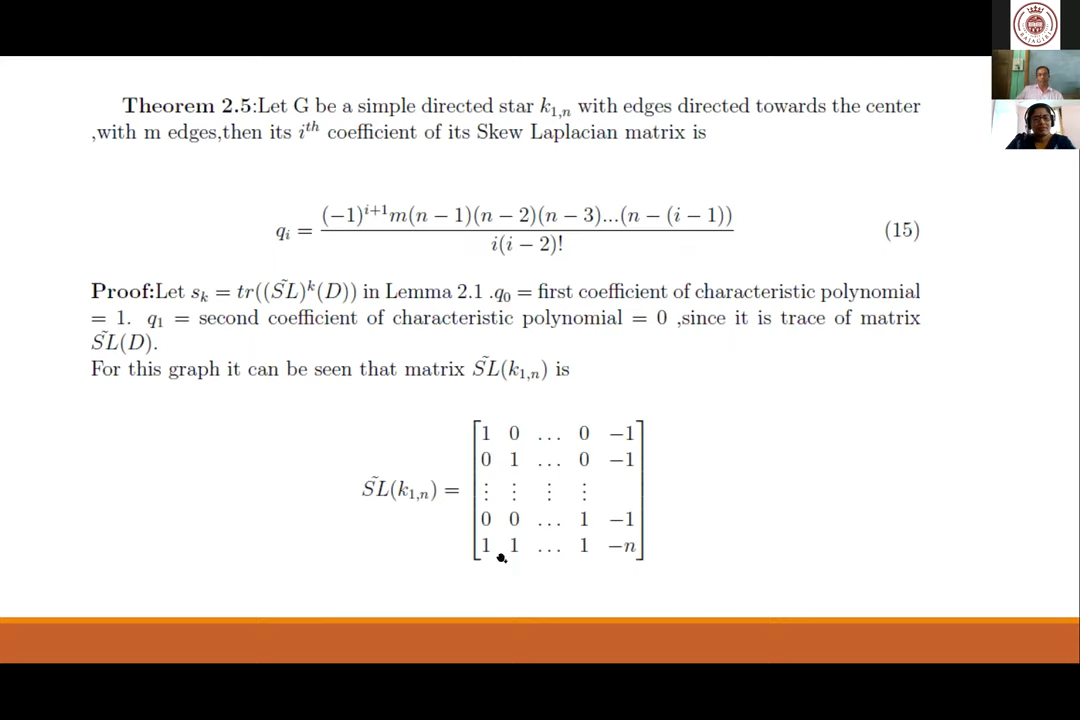 Theorem 2.5:Let G be a simple directed star k_{1,n} with edges directed towards the center
,with m edges,then its i^{th} coefficient of its Skew Laplacian matrix is
q_i = \frac{(-1)^{i+1}m(n-1)(n-2)(n-3)...(n-(i-1))}{i(i-2)!} (15)
Proof:Let s_k = tr((\tilde{SL})^k(D)) in Lemma 2.1 .q_0 = first coefficient of characteristic polynomial
= 1. q_1 = second coefficient of characteristic polynomial = 0 ,since it is trace of matrix
\tilde{SL}(D).
For this graph it can be seen that matrix \tilde{SL}(k_{1,n}) is
1 0 ... 0 −1
0 1 ... 0 −1
\tilde{SL}(k_{1,n}) = ⋮ ⋮ ⋮ ⋮
0 0 ... 1 −1
1 1 ... 1 −n
RAJAGIRI